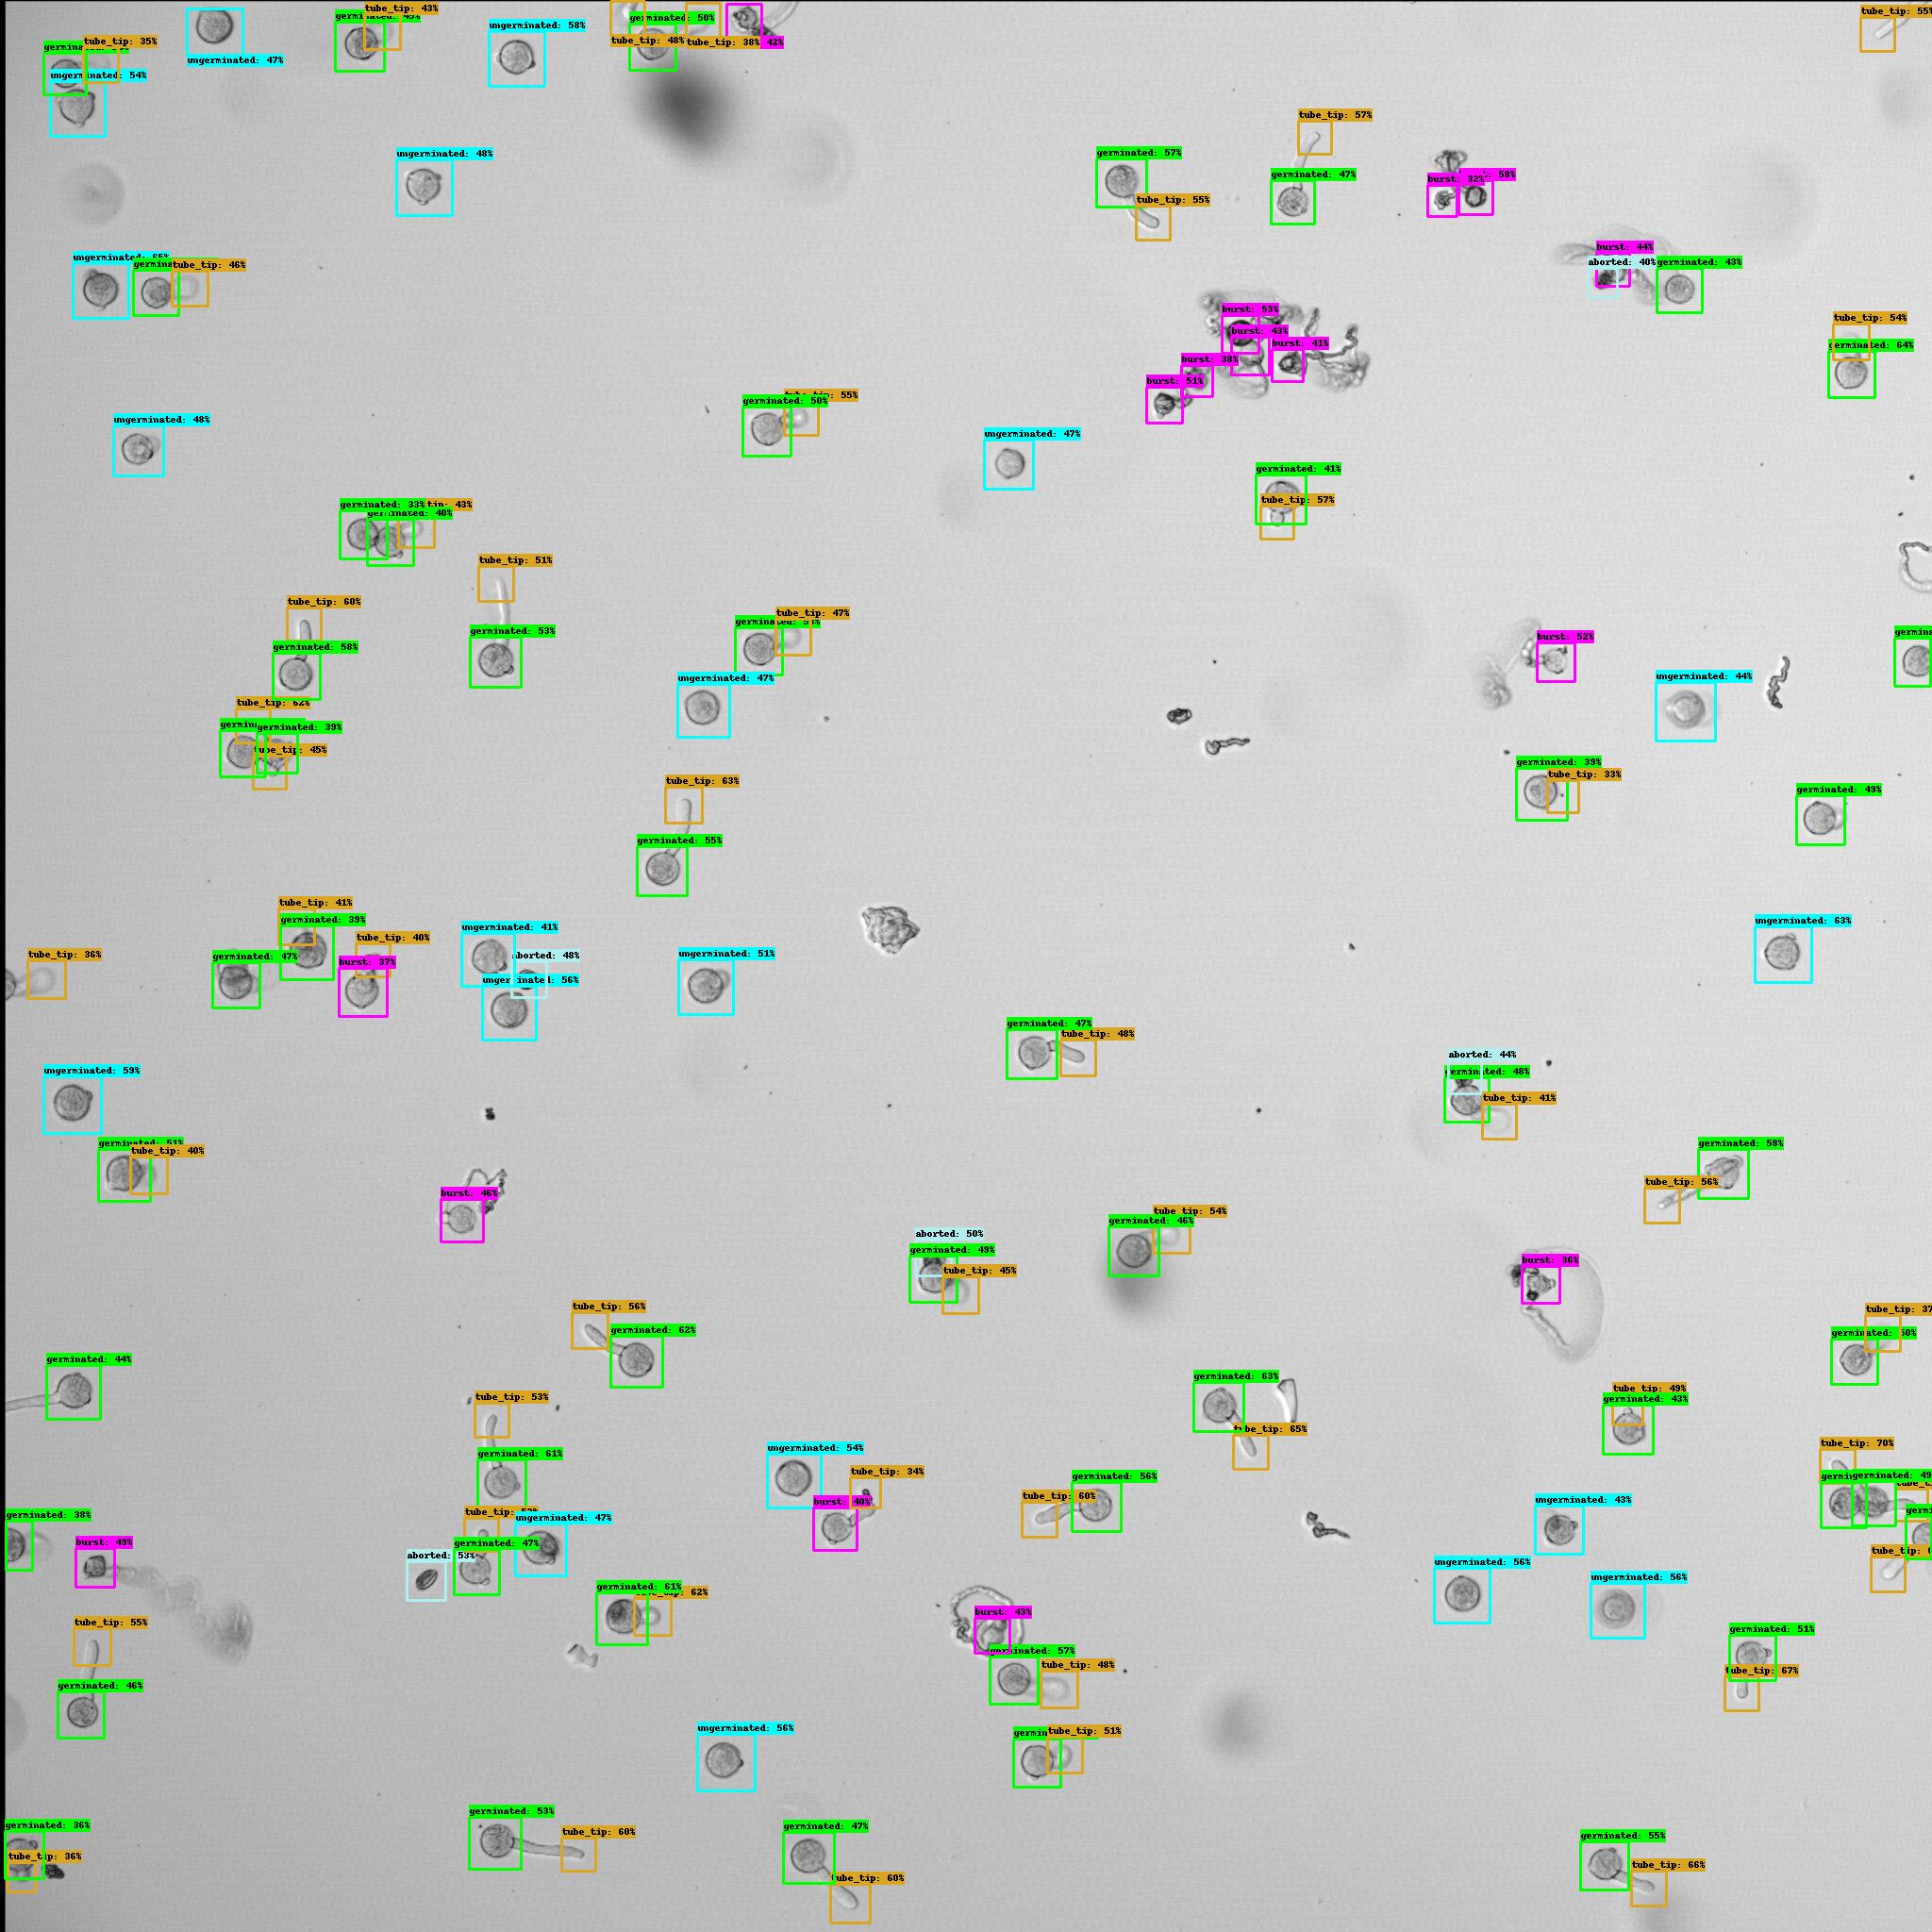 tube_tip: 43%
tube_tip: 55%
germinated: 50%
ungerminated: 58%
tube_tip: 35%
tube_tip: 48%
tube_tip: 38%
42%
ungerminated: 47%
ungerminated: 54%
tube_tip: 57%
ungerminated: 48%
germinated: 57%
germinated: 47%
burst: 32%
58%
tube_tip: 55%
burst: 44%
tube_tip: 46%
aborted: 40%
germinated: 43%
burst: 53%
tube_tip: 54%
burst: 43%
burst: 41%
germinated: 64%
burst: 38%
burst: 51%
55%
germinated: 50%
ungerminated: 48%
ungerminated: 47%
germinated: 41%
tube_tip: 57%
germinated: 33%
tip: 43%
germinated: 40%
tube_tip: 51%
tube_tip: 60%
tube_tip: 47%
germinated: 53%
burst: 52%
germinated: 58%
ungerminated: 47%
ungerminated: 44%
tube_tip: 62%
germinated: 39%
tube_tip: 45%
germinated: 39%
tube_tip: 33%
tube_tip: 63%
germinated: 49%
germinated: 55%
tube_tip: 41%
germinated: 39%
ungerminated: 41%
ungerminated: 63%
tube_tip: 40%
tube_tip: 36%
germinated: 47%
burst: 37%
aborted: 48%
ungerminated: 51%
ungerminated: 56%
germinated: 47%
tube_tip: 48%
aborted: 44%
ungerminated: 59%
germinated: 48%
tube_tip: 41%
germinated: 51%
tube_tip: 40%
germinated: 58%
tube_tip: 56%
burst: 46%
tube_tip: 54%
germinated: 46%
aborted: 50%
germinated: 49%
tube_tip: 45%
burst: 36%
tube_tip: 56%
tube_tip: 37
germinated: 62%
germinated: 50%
germinated: 44%
germinated: 63%
tube_tip: 49%
germinated: 43%
tube_tip: 53%
tube_tip: 65%
tube_tip: 70%
ungerminated: 54%
germinated: 61%
tube_tip: 34%
germinated: 56%
germinated: 49
tube_tip: 60%
burst: 40%
ungerminated: 43%
germinated: 38%
ungerminated: 47%
burst: 49%
germinated: 47%
aborted: 53%
tube_tip:
ungerminated: 56%
ungerminated: 56%
germinated: 61%
62%
burst: 43%
tube_tip: 55%
germinated: 57%
germinated: 51%
tube_tip: 48%
tube_tip: 67%
germinated: 46%
ungerminated: 56%
tube_tip: 51%
germinated: 53%
germinated: 36%
germinated: 47%
tube_tip: 60%
germinated: 55%
tube_tip: 36%
tube_tip: 66%
tube_tip: 60%